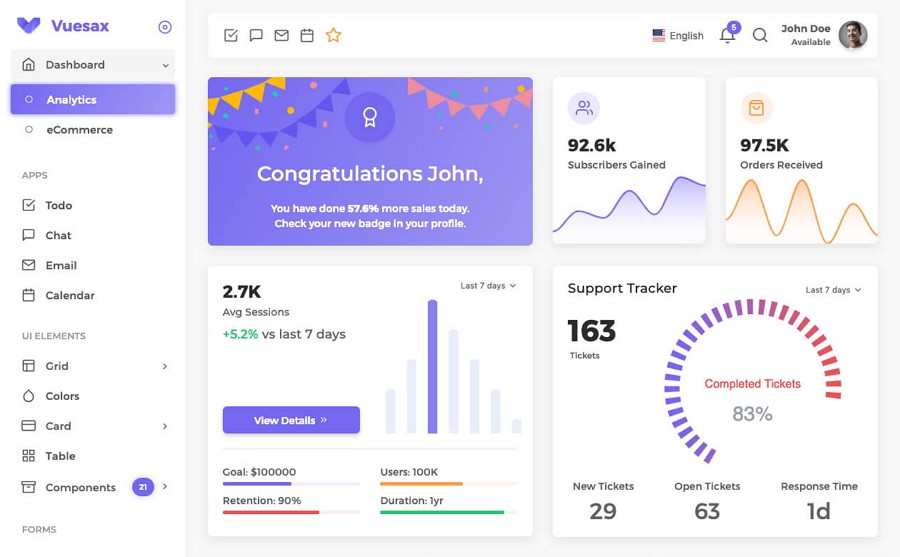 Vuesax
Dashboard
Analytics
eCommerce
APPS
Todo
Chat
Email
Calendar
UI ELEMENTS
Grid
Colors
Card
Table
Components 21
FORMS
English
5
John Doe
Available
Congratulations John,
You have done 57.6% more sales today.
Check your new badge in your profile.
92.6k
Subscribers Gained
97.5K
Orders Received
2.7K
Last 7 days
Avg Sessions
+5.2% vs last 7 days
View Details »
Goal: $100000
Users: 100K
Retention: 90%
Duration: 1yr
Support Tracker
Last 7 days
163
Tickets
Completed Tickets
83%
New Tickets
Open Tickets
Response Time
29
63
1d